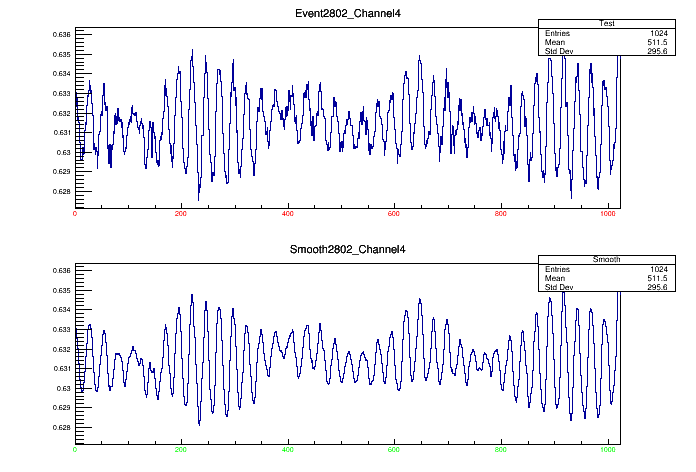 Event2802_Channel4
Test
Entries 1024
Mean 511.5
Std Dev 295.6
0.636
0.635
0.634
0.633
0.632
0.631
0.63
0.629
0.628
0 200 400 600 800 1000
Smooth2802_Channel4
Smooth
Entries 1024
Mean 511.5
Std Dev 295.6
0.636
0.635
0.634
0.633
0.632
0.631
0.63
0.629
0.628
0 200 400 600 800 1000